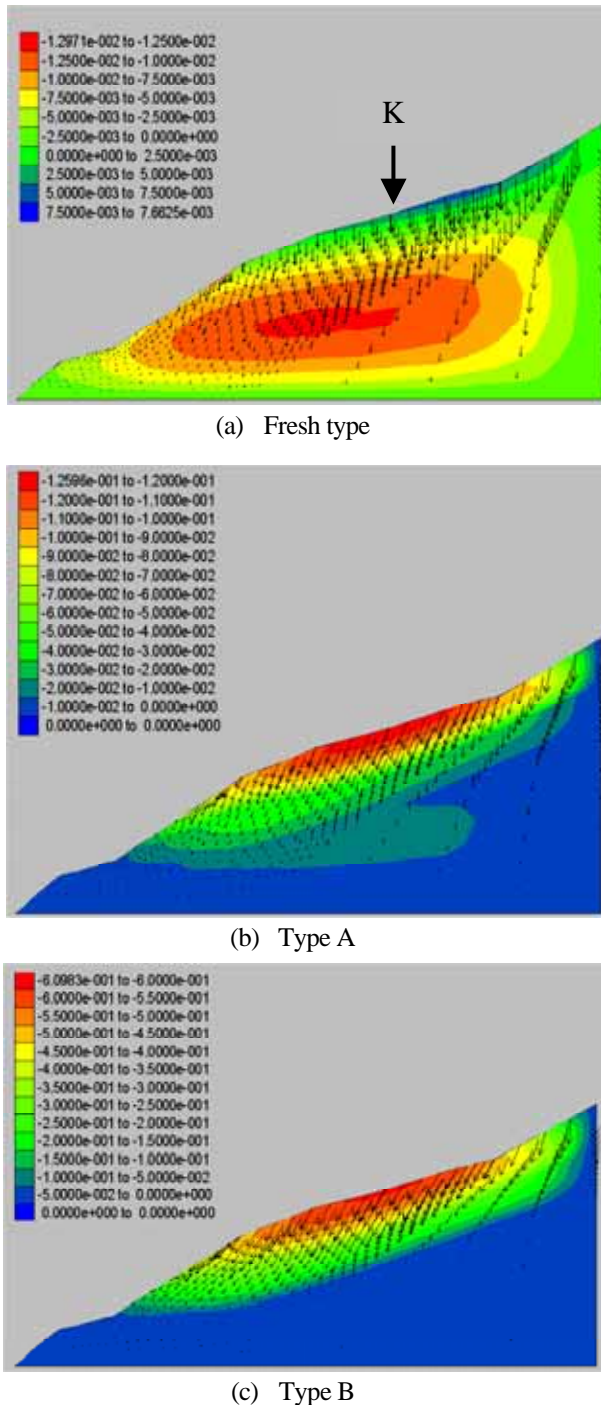 -1.2971e-002 to -1.2500e-002
-1.2500e-002 to -1.0000e-002
-1.0000e-002 to -7.5000e-003
-7.5000e-003 to -5.0000e-003
-5.0000e-003 to -2.5000e-003
-2.5000e-003 to 0.0000e+000
0.0000e+000 to 2.5000e-003
2.5000e-003 to 5.0000e-003
5.0000e-003 to 7.5000e-003
7.5000e-003 to 7.6625e-003
K
(a) Fresh type
-1.2596e-001 to -1.2000e-001
-1.2000e-001 to -1.1000e-001
-1.1000e-001 to -1.0000e-001
-1.0000e-001 to -9.0000e-002
-9.0000e-002 to -8.0000e-002
-8.0000e-002 to -7.0000e-002
-7.0000e-002 to -6.0000e-002
-6.0000e-002 to -5.0000e-002
-5.0000e-002 to -4.0000e-002
-4.0000e-002 to -3.0000e-002
-3.0000e-002 to -2.0000e-002
-2.0000e-002 to -1.0000e-002
-1.0000e-002 to 0.0000e+000
0.0000e+000 to 0.0000e+000
(b) Type A
-6.0983e-001 to -6.0000e-001
-6.0000e-001 to -5.5000e-001
-5.5000e-001 to -5.0000e-001
-5.0000e-001 to -4.5000e-001
-4.5000e-001 to -4.0000e-001
-4.0000e-001 to -3.5000e-001
-3.5000e-001 to -3.0000e-001
-3.0000e-001 to -2.5000e-001
-2.5000e-001 to -2.0000e-001
-2.0000e-001 to -1.5000e-001
-1.5000e-001 to -1.0000e-001
-1.0000e-001 to -5.0000e-002
-5.0000e-002 to 0.0000e+000
0.0000e+000 to 0.0000e+000
(c) Type B